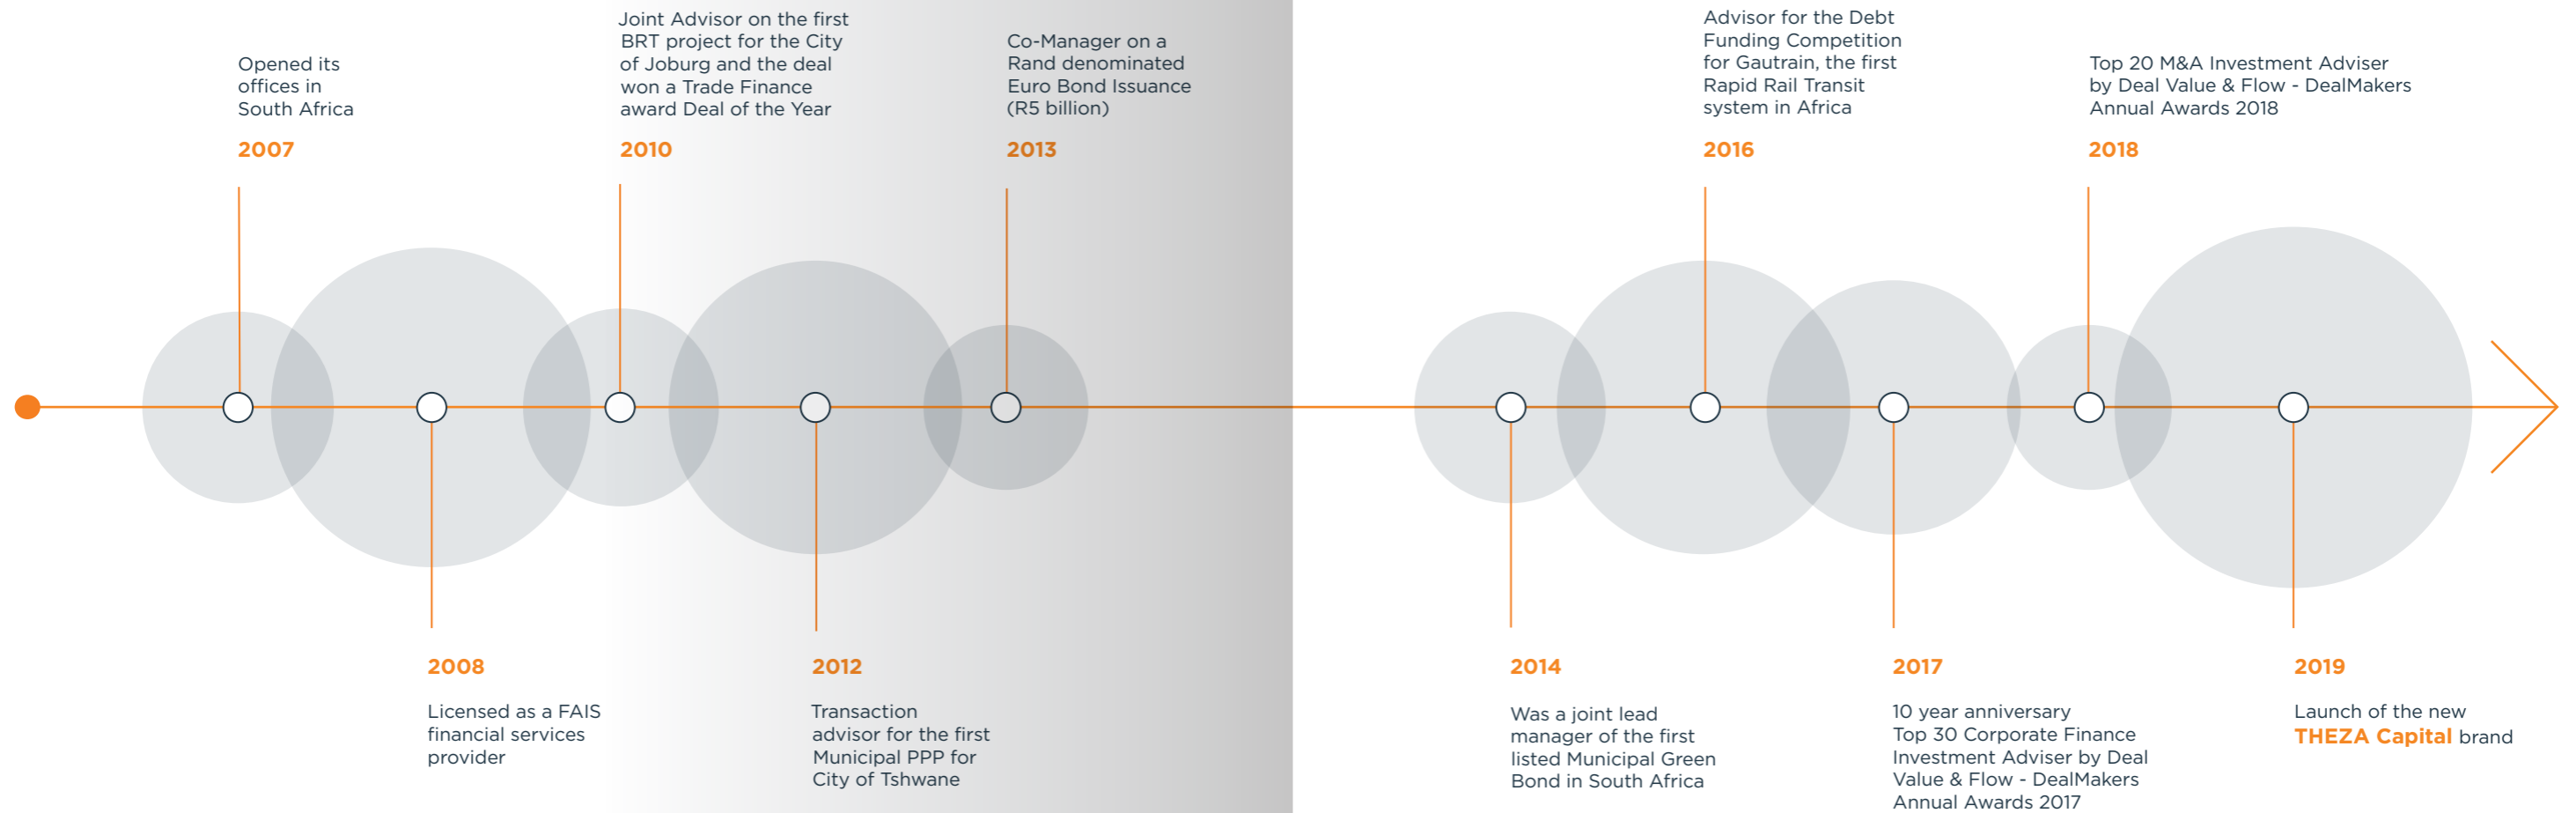 Opened its
offices in
South Africa
2007
Licensed as a FAIS
financial services
provider
2008
Joint Advisor on the first
BRT project for the City
of Joburg and the deal
won a Trade Finance
award Deal of the Year
2010
2012
Transaction
advisor for the first
Municipal PPP for
City of Tshwane
Co-Manager on a
Rand denominated
Euro Bond Issuance
(R5 billion)
2013
2014
Was a joint lead
manager of the first
listed Municipal Green
Bond in South Africa
Advisor for the Debt
Funding Competition
for Gautrain, the first
Rapid Rail Transit
system in Africa
2016
2017
10 year anniversary
Top 30 Corporate Finance
Investment Adviser by Deal
Value & Flow - DealMakers
Annual Awards 2017
Top 20 M&A Investment Adviser
by Deal Value & Flow - DealMakers
Annual Awards 2018
2018
2019
Launch of the new
THEZA Capital brand